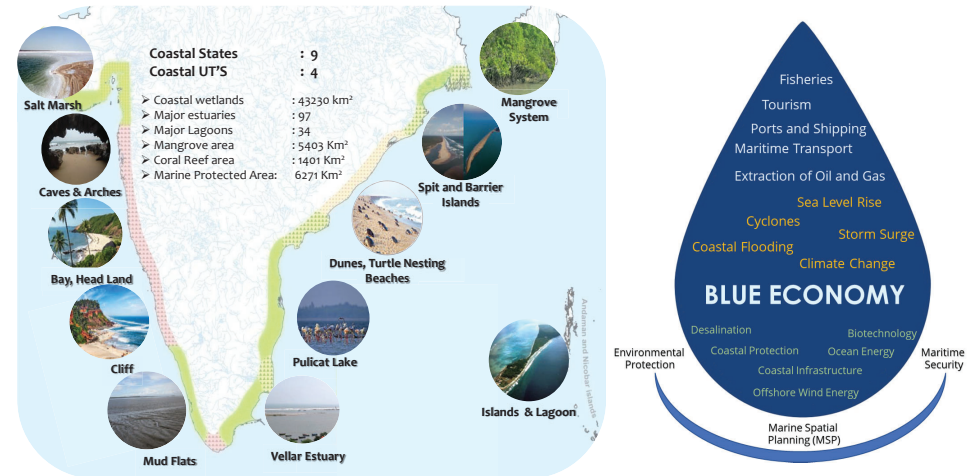 Coastal States : 9
Coastal UT'S : 4
➢ Coastal wetlands : 43230 km²
➢ Major estuaries : 97
➢ Major Lagoons : 34
➢ Mangrove area : 5403 Km²
➢ Coral Reef area : 1401 Km²
➢ Marine Protected Area: 6271 Km²
Salt Marsh
Caves & Arches
Bay, Head Land
Cliff
Mud Flats
Mangrove
System
Spit and Barrier
Islands
Dunes, Turtle Nesting
Beaches
Pulicat Lake
Vellar Estuary
Islands & Lagoon
Andaman and Nicobar Islands
Fisheries
Tourism
Ports and Shipping
Maritime Transport
Extraction of Oil and Gas
Sea Level Rise
Cyclones
Storm Surge
Coastal Flooding
Climate Change
BLUE ECONOMY
Desalination
Biotechnology
Coastal Protection
Ocean Energy
Coastal Infrastructure
Offshore Wind Energy
Environmental
Protection
Maritime
Security
Marine Spatial
Planning (MSP)